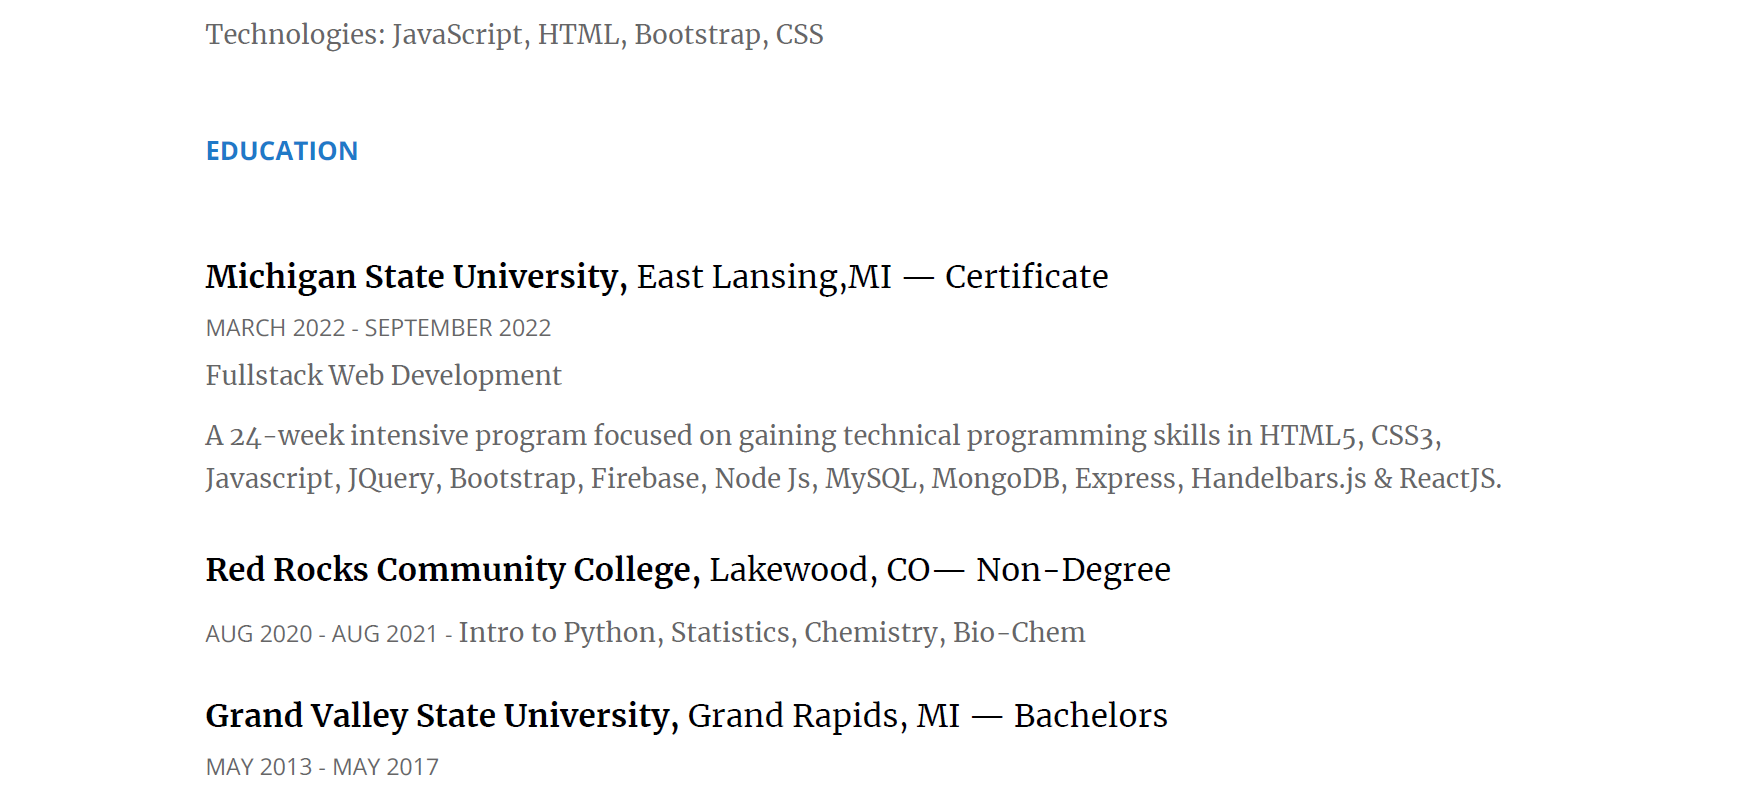 Technologies: JavaScript, HTML, Bootstrap, CSS
EDUCATION
Michigan State University, East Lansing,MI — Certificate
MARCH 2022 - SEPTEMBER 2022
Fullstack Web Development
A 24-week intensive program focused on gaining technical programming skills in HTML5, CSS3,
Javascript, JQuery, Bootstrap, Firebase, Node Js, MySQL, MongoDB, Express, Handelbars.js & ReactJS.
Red Rocks Community College, Lakewood, CO— Non-Degree
AUG 2020 - AUG 2021 - Intro to Python, Statistics, Chemistry, Bio-Chem
Grand Valley State University, Grand Rapids, MI — Bachelors
MAY 2013 - MAY 2017